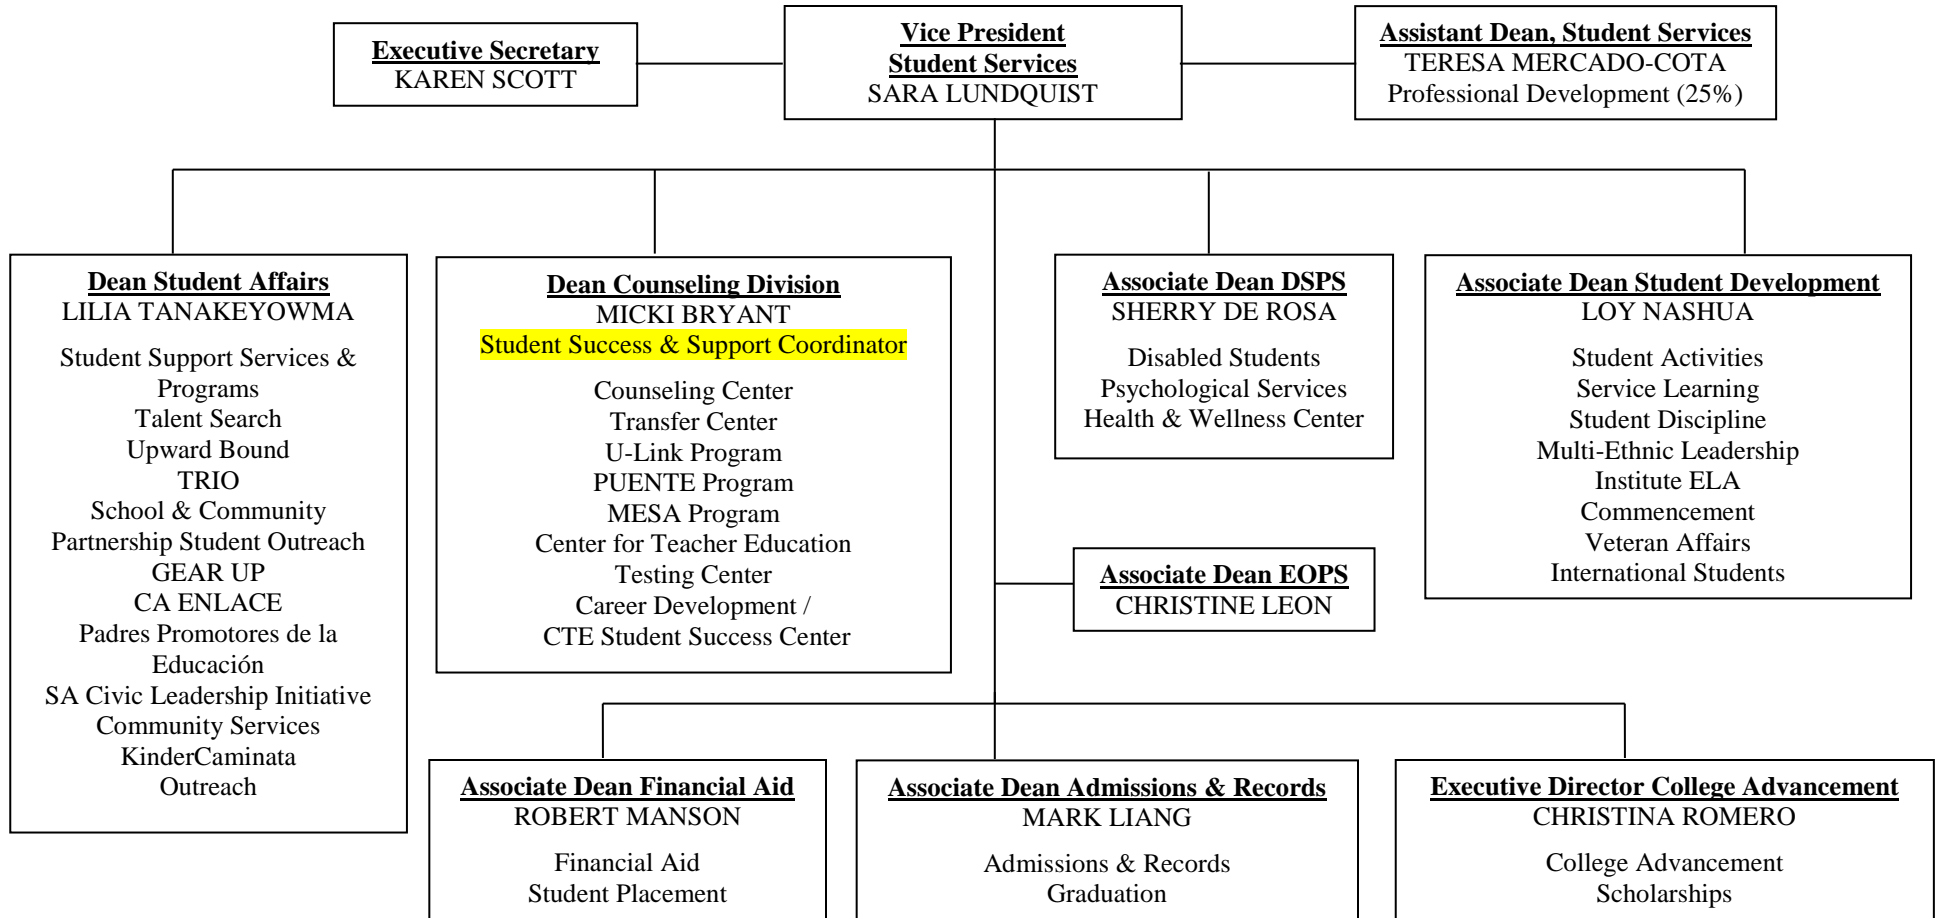 Executive Secretary
KAREN SCOTT
Vice President
Student Services
SARA LUNDQUIST
Assistant Dean, Student Services
TERESA MERCADO-COTA
Professional Development (25%)
Dean Student Affairs
LILIA TANAKEYOWMA
Student Support Services &
Programs
Talent Search
Upward Bound
TRIO
School & Community
Partnership Student Outreach
GEAR UP
CA ENLACE
Padres Promotores de la
Educación
SA Civic Leadership Initiative
Community Services
KinderCaminata
Outreach
Dean Counseling Division
MICKI BRYANT
Student Success & Support Coordinator
Counseling Center
Transfer Center
U-Link Program
PUENTE Program
MESA Program
Center for Teacher Education
Testing Center
Career Development /
CTE Student Success Center
Associate Dean DSPS
SHERRY DE ROSA
Disabled Students
Psychological Services
Health & Wellness Center
Associate Dean Student Development
LOY NASHUA
Student Activities
Service Learning
Student Discipline
Multi-Ethnic Leadership
Institute ELA
Commencement
Veteran Affairs
International Students
Associate Dean EOPS
CHRISTINE LEON
Associate Dean Financial Aid
ROBERT MANSON
Financial Aid
Student Placement
Associate Dean Admissions & Records
MARK LIANG
Admissions & Records
Graduation
Executive Director College Advancement
CHRISTINA ROMERO
College Advancement
Scholarships